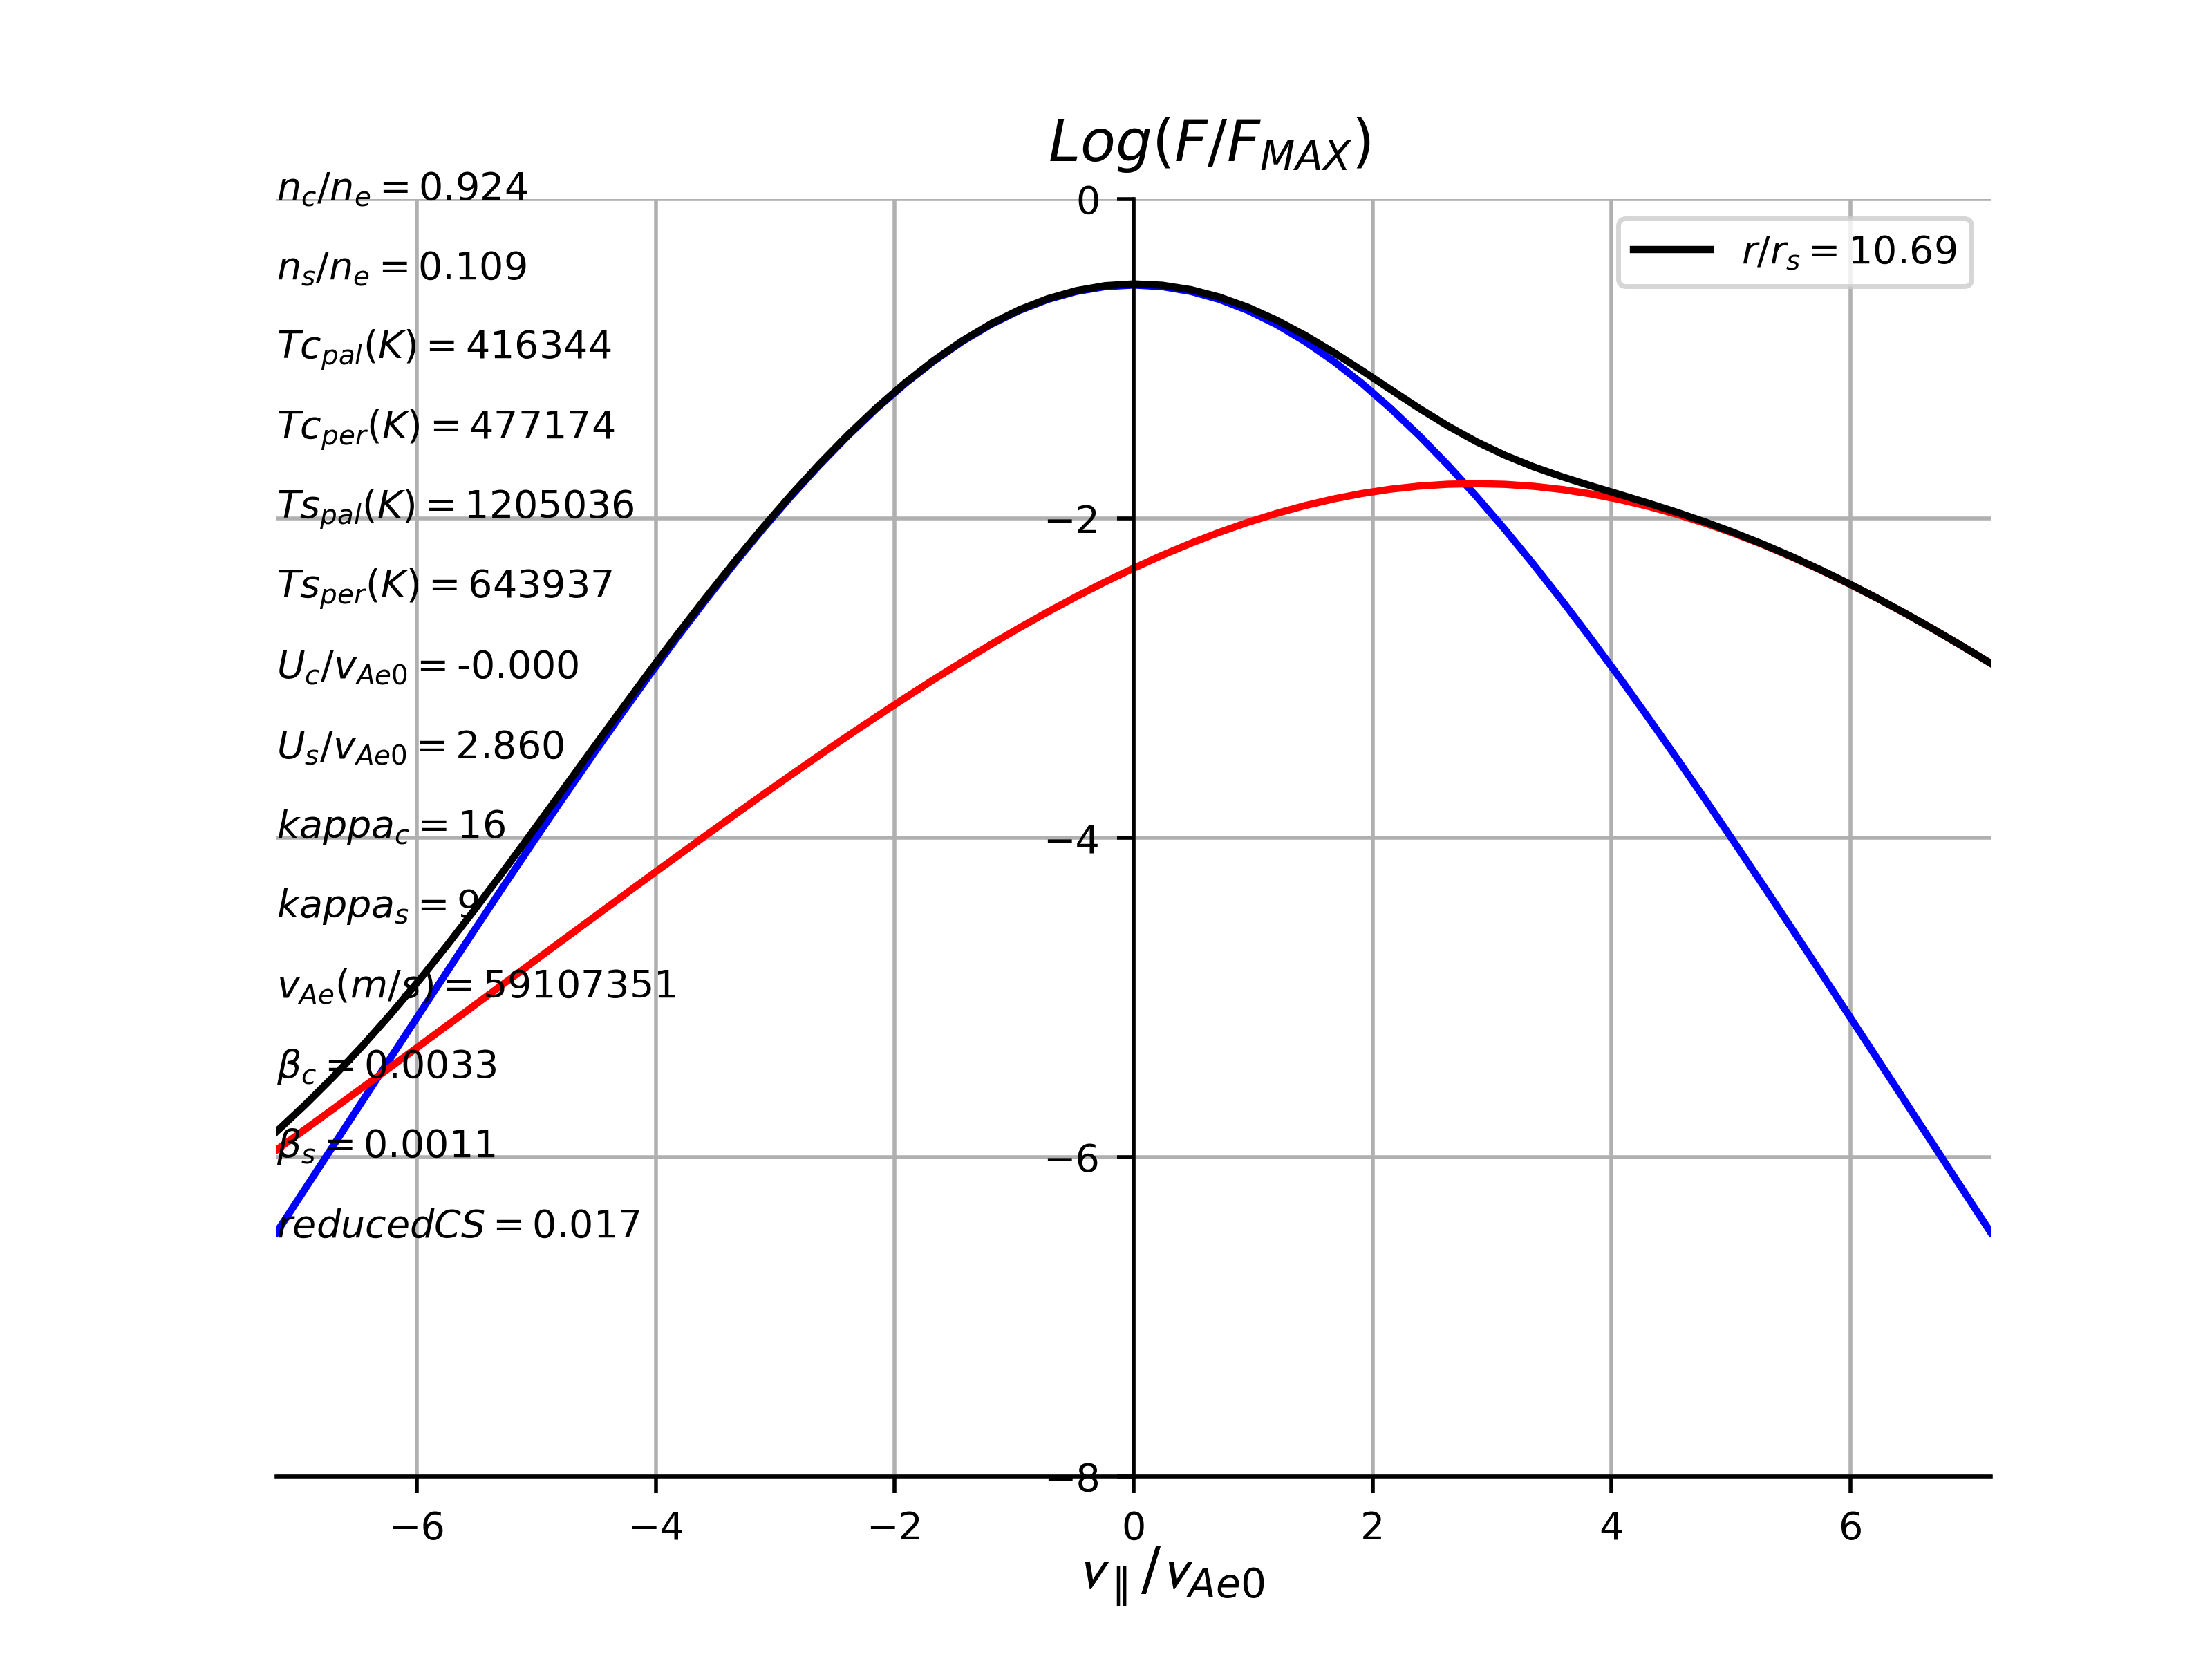 Log(F/F_MAX)
n_c/n_e = 0.924
0
r/r_s = 10.69
n_s/n_e = 0.109
Tc_pal(K) = 416344
Tc_per(K) = 477174
Ts_pal(K) = 1205036
−2
Ts_per(K) = 643937
U_c/v_Ae0 = -0.000
U_s/v_Ae0 = 2.860
kappa_c = 16
−4
kappa_s = 9
v_Ae(m/s) = 59107351
β_c = 0.0033
β_s = 0.0011
−6
reducedCS = 0.017
−8
−6 −4 −2 0 2 4 6
v_∥/v_Ae0